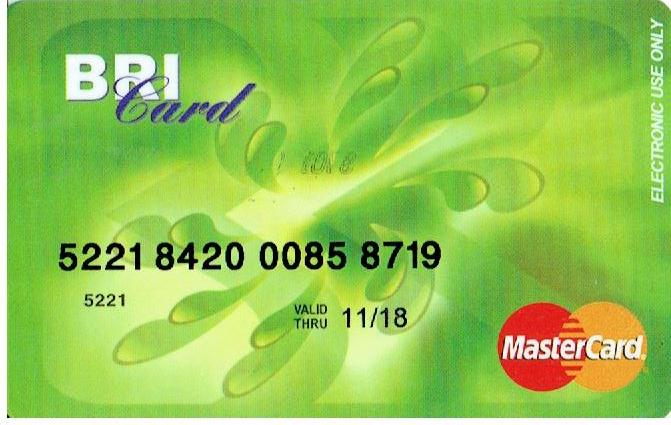 BRI
Card
ELECTRONIC USE ONLY
5221 8420 0085 8719
5221
VALID
THRU 11/18
MasterCard